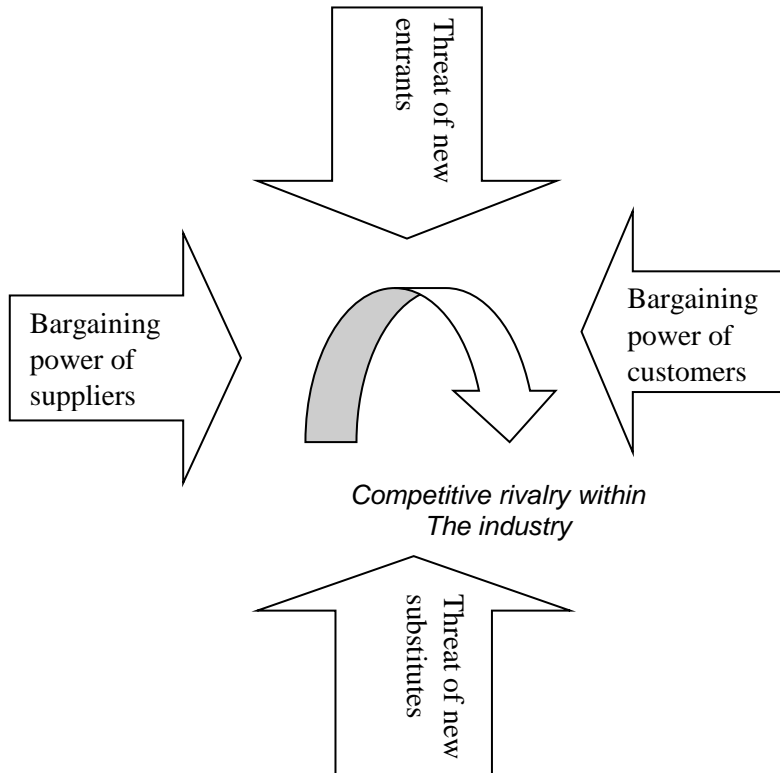 Threat of new
entrants
Bargaining
power of
suppliers
Bargaining
power of
customers
Competitive rivalry within
The industry
Threat of new
substitutes